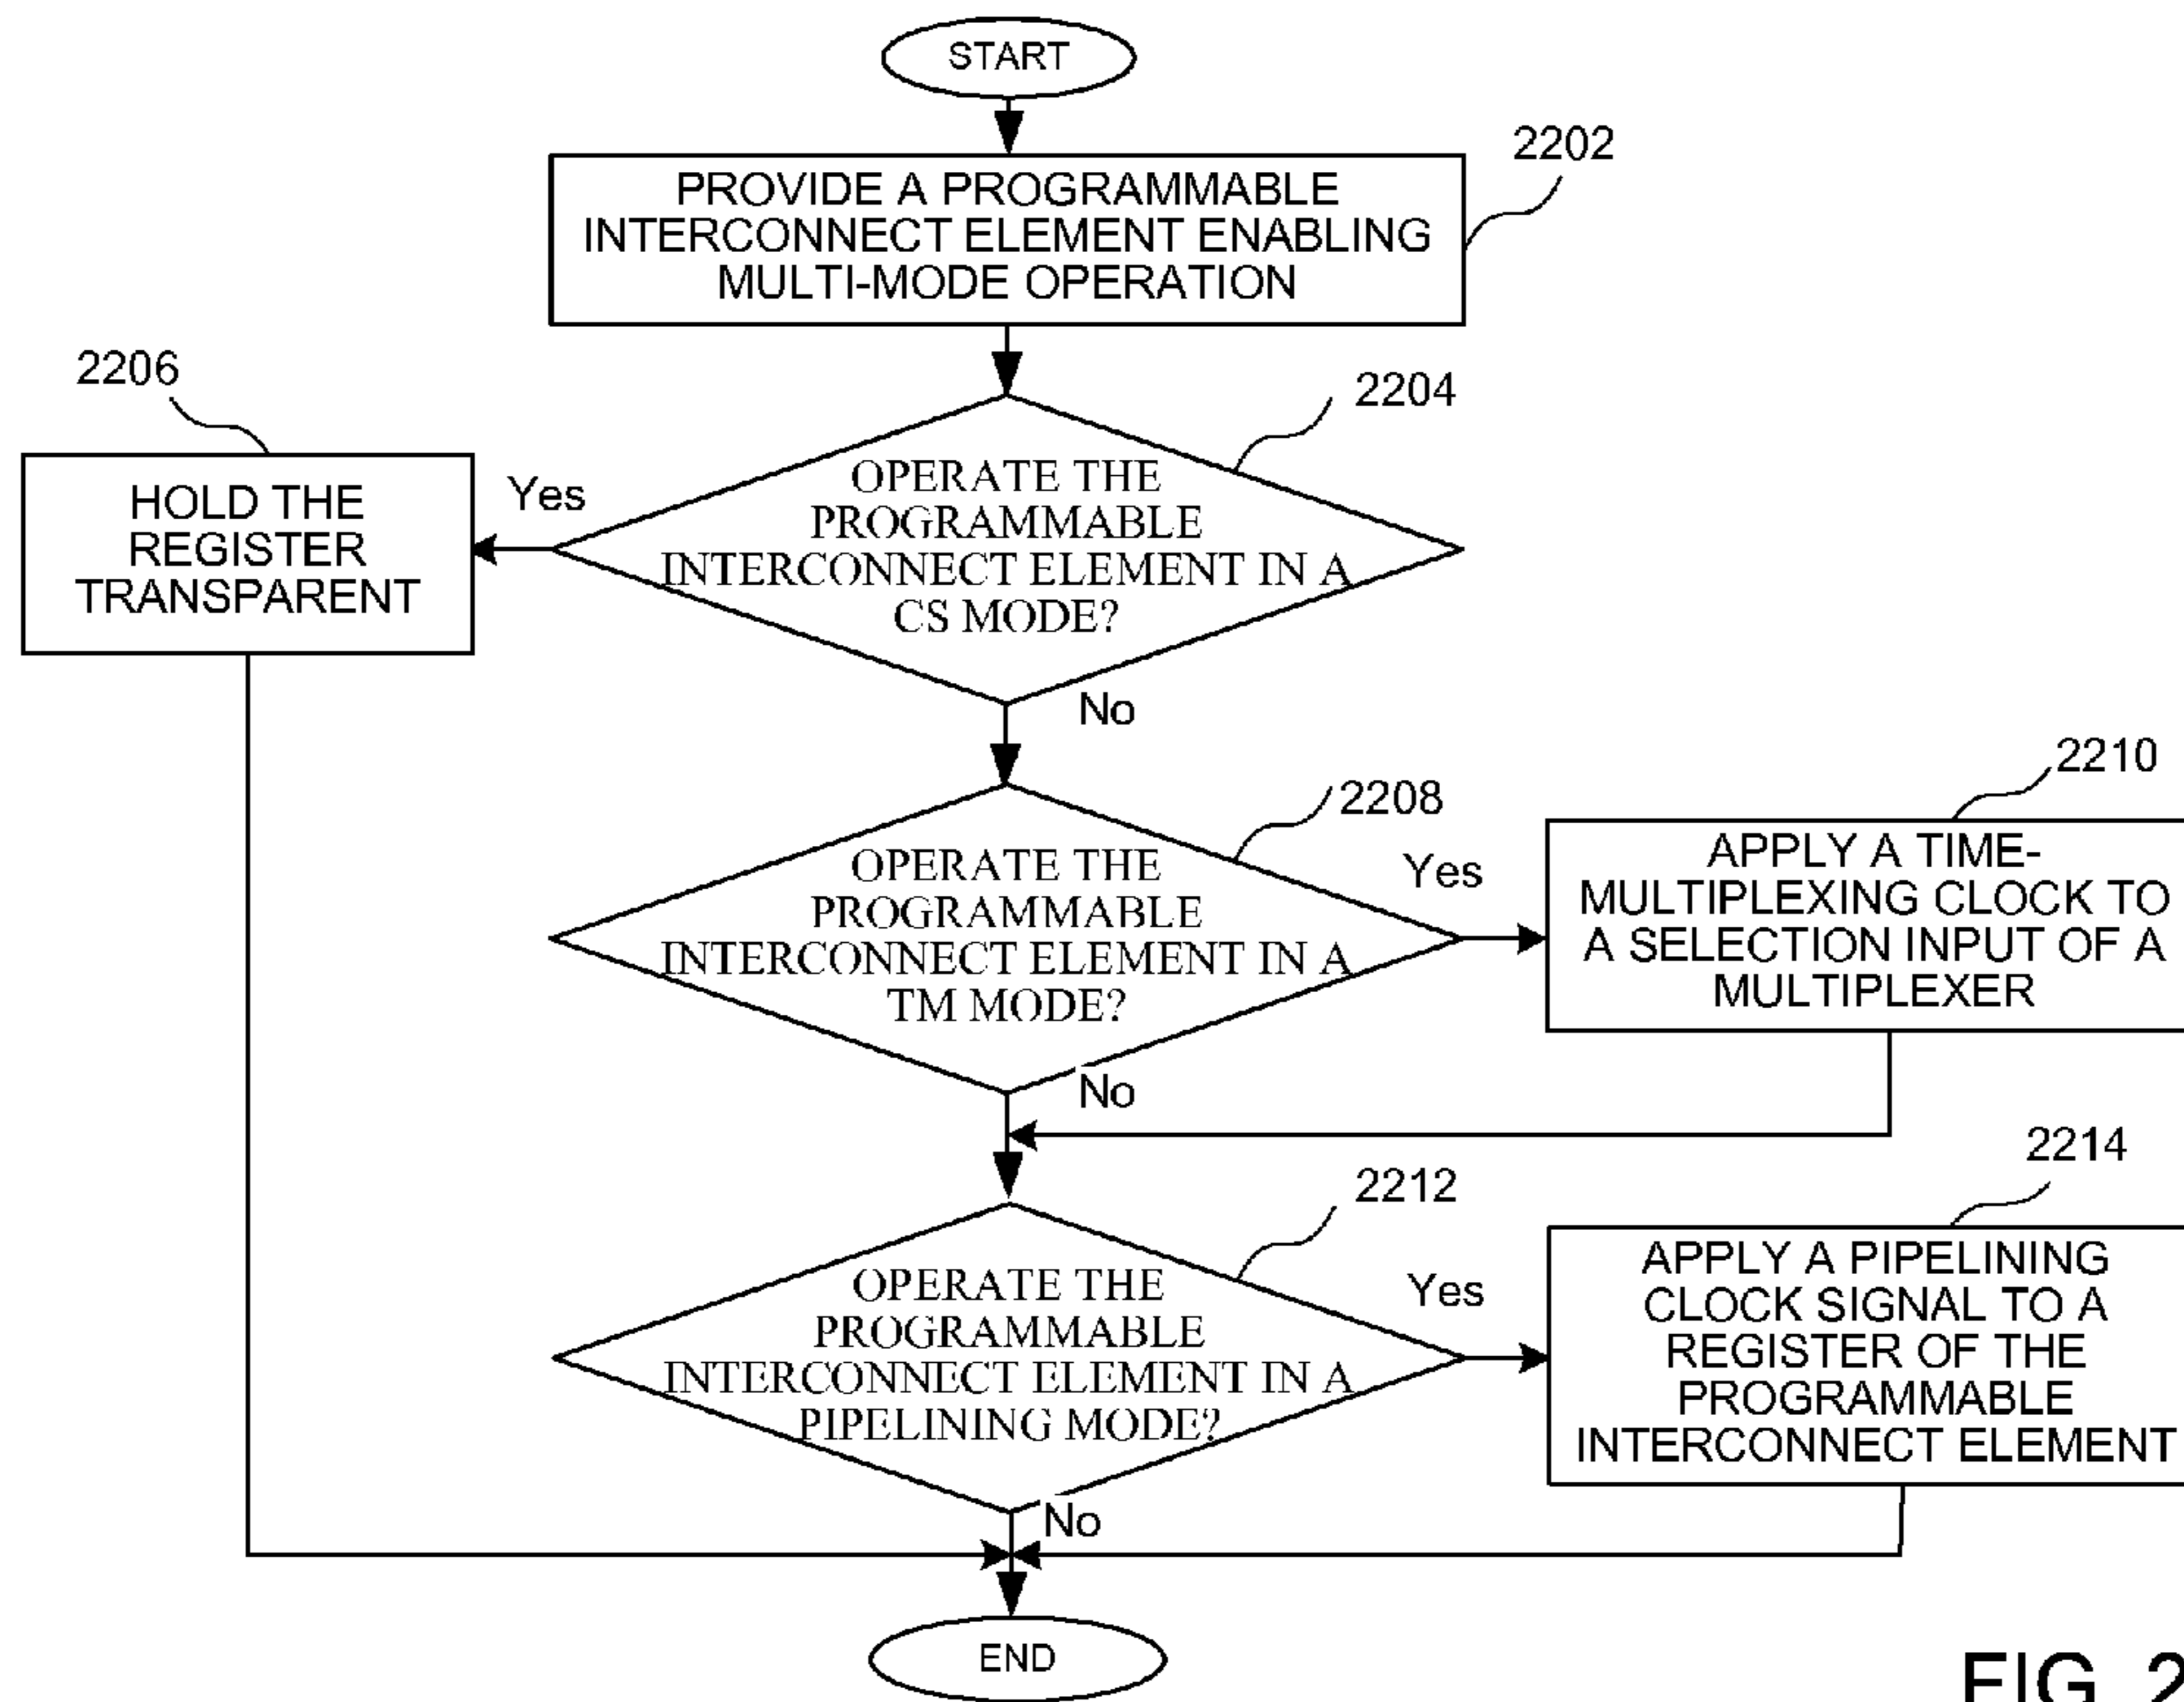 START
2202
PROVIDE A PROGRAMMABLE
INTERCONNECT ELEMENT ENABLING
MULTI-MODE OPERATION
2206
2204
HOLD THE
REGISTER
TRANSPARENT
Yes
OPERATE THE
PROGRAMMABLE
INTERCONNECT ELEMENT IN A
CS MODE?
No
2210
2208
OPERATE THE
PROGRAMMABLE
INTERCONNECT ELEMENT IN A
TM MODE?
Yes
APPLY A TIME-
MULTIPLEXING CLOCK TO
A SELECTION INPUT OF A
MULTIPLEXER
No
2214
2212
OPERATE THE
PROGRAMMABLE
INTERCONNECT ELEMENT IN A
PIPELINING MODE?
Yes
APPLY A PIPELINING
CLOCK SIGNAL TO A
REGISTER OF THE
PROGRAMMABLE
INTERCONNECT ELEMENT
No
END
FIG. 2